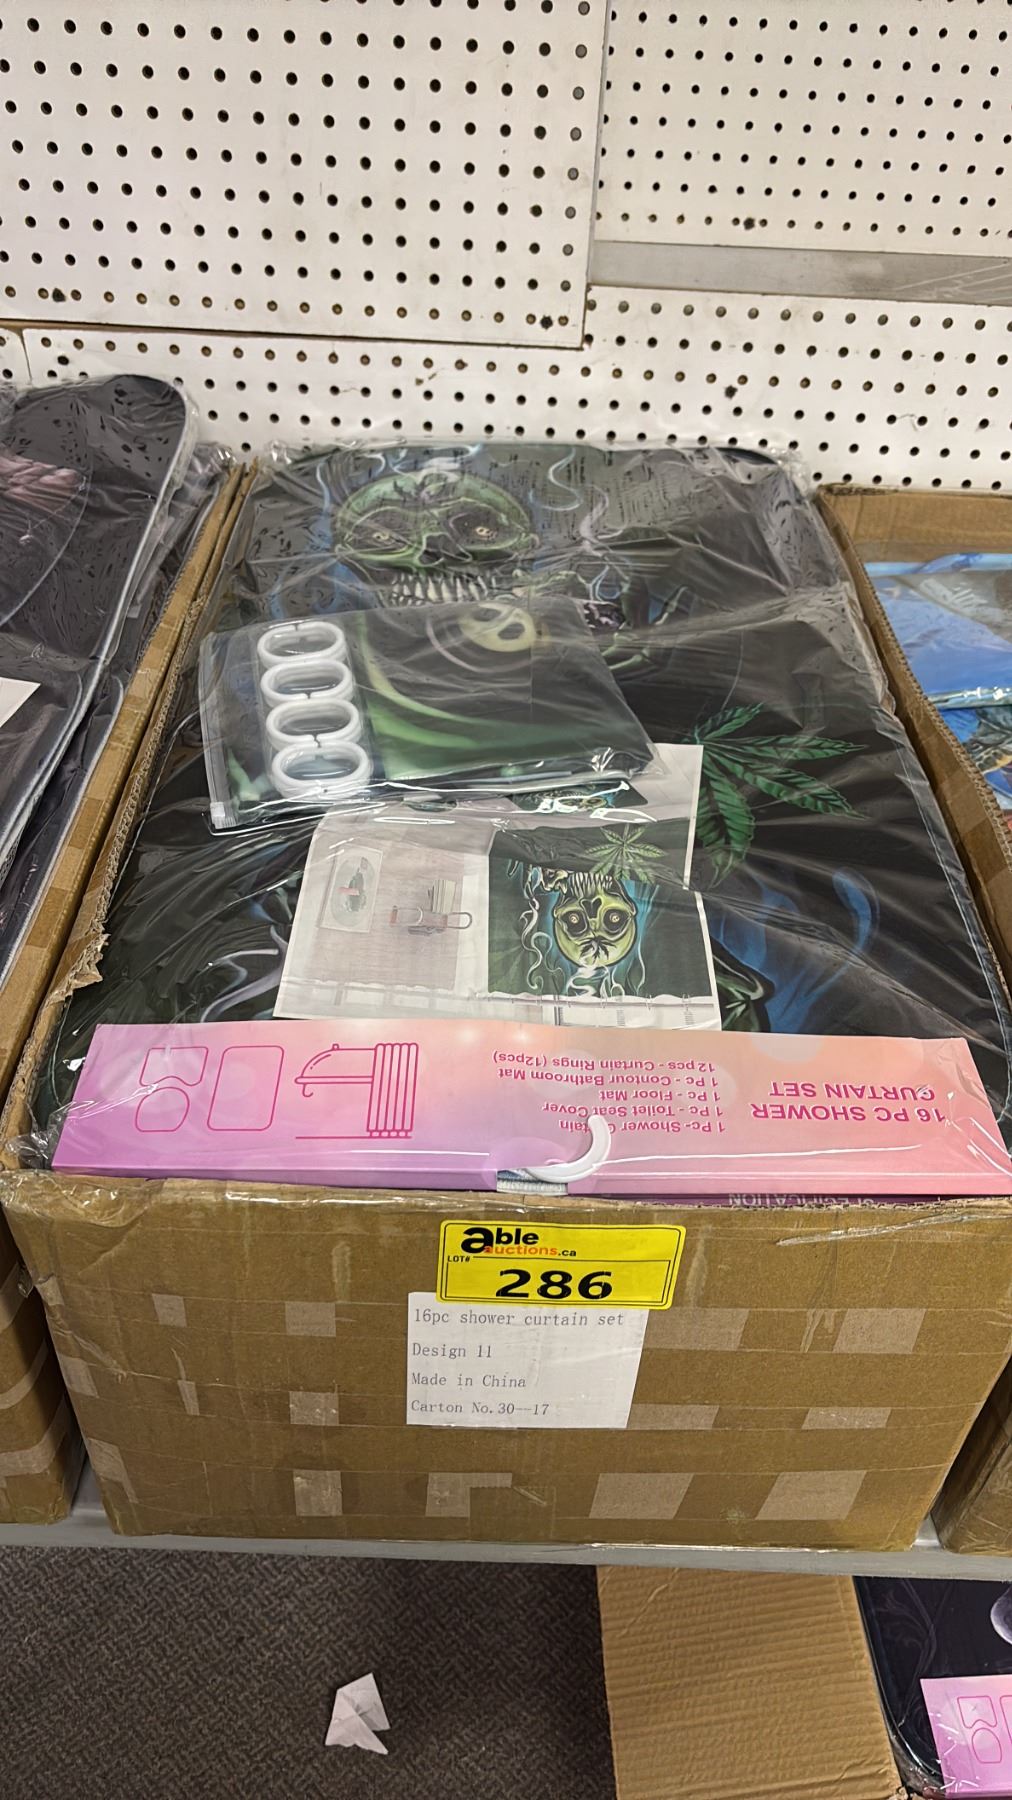 16 PC SHOWER
CURTAIN SET
1 Pc - Shower
1 Pc - Toilet Seat Cover
1 Pc - Floor Mat
1 Pc - Contour Bathroom Mat
12 pcs - Curtain Rings (12pcs)
SPECIFICATION
able
auctions.ca
LOT#
286
16pc shower curtain set
Design 11
Made in China
Carton No. 30--17